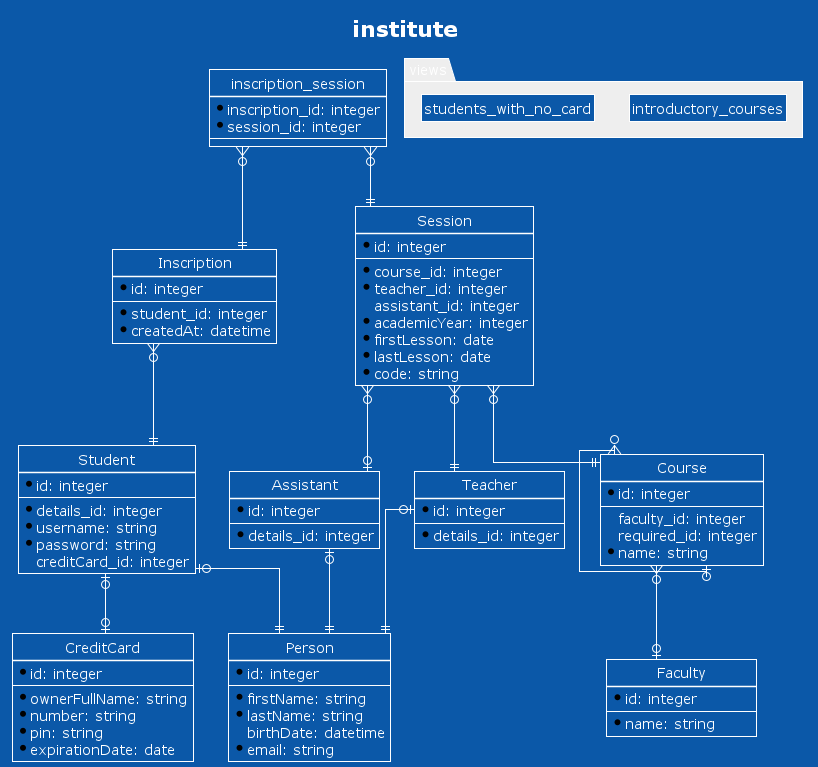 institute
views
students_with_no_card
introductory_courses
inscription_session
inscription_id: integer
session_id: integer
Session
id: integer
course_id: integer
teacher_id: integer
assistant_id: integer
academicYear: integer
firstLesson: date
lastLesson: date
code: string
Inscription
id: integer
student_id: integer
createdAt: datetime
Student
id: integer
details_id: integer
username: string
password: string
creditCard_id: integer
Assistant
id: integer
details_id: integer
Teacher
id: integer
details_id: integer
Course
id: integer
faculty_id: integer
required_id: integer
name: string
CreditCard
id: integer
ownerFullName: string
number: string
pin: string
expirationDate: date
Person
id: integer
firstName: string
lastName: string
birthDate: datetime
email: string
Faculty
id: integer
name: string